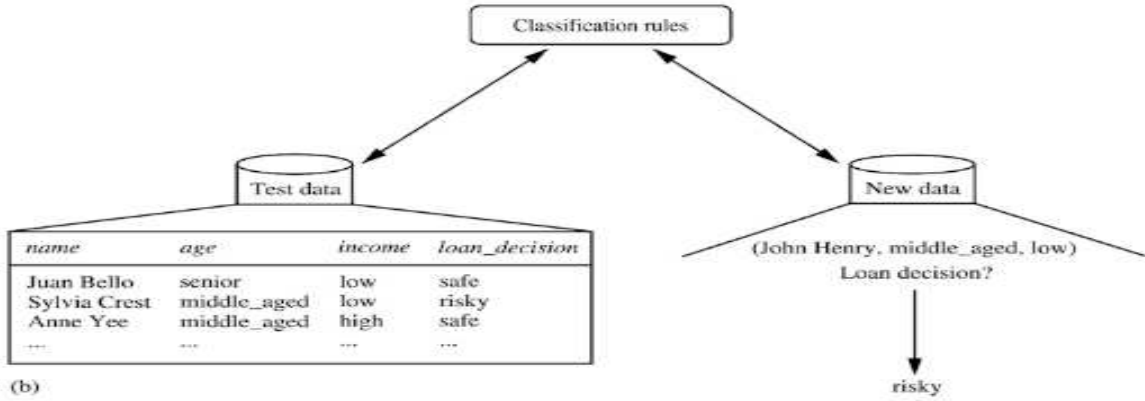 Classification rules
Test data
New data
name age income loan_decision
Juan Bello senior low safe
Sylvia Crest middle_aged low risky
Anne Yee middle_aged high safe
... ... ... ...
(John Henry, middle_aged, low)
Loan decision?
risky
(b)